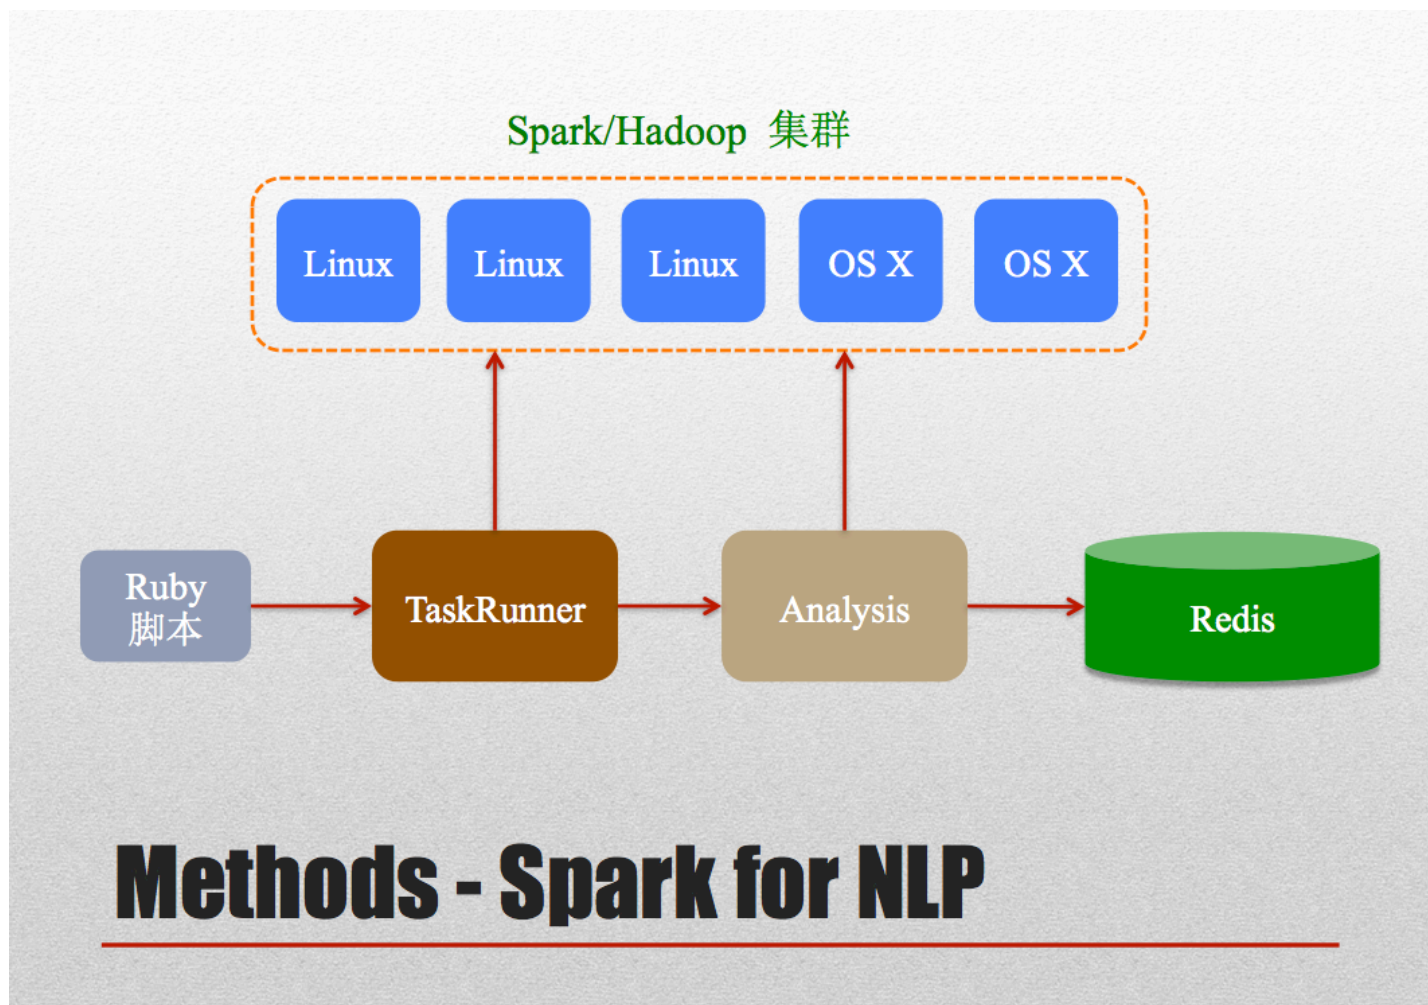 Spark/Hadoop 集群
Linux
Linux
Linux
OS X
OS X
Ruby
脚本
TaskRunner
Analysis
Redis
Methods - Spark for NLP